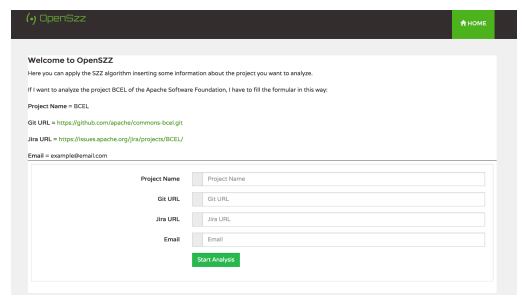 (•) OpenSzz
HOME
Welcome to OpenSZZ
Here you can apply the SZZ algorithm inserting some information about the project you want to analyze.
If I want to analyze the project BCEL of the Apache Software Foundation, I have to fill the formular in this way:
Project Name = BCEL
Git URL = https://github.com/apache/commons-bcel.git
Jira URL = https://issues.apache.org/jira/projects/BCEL/
Email = example@email.com
Project Name Project Name
Git URL Git URL
Jira URL Jira URL
Email Email
Start Analysis